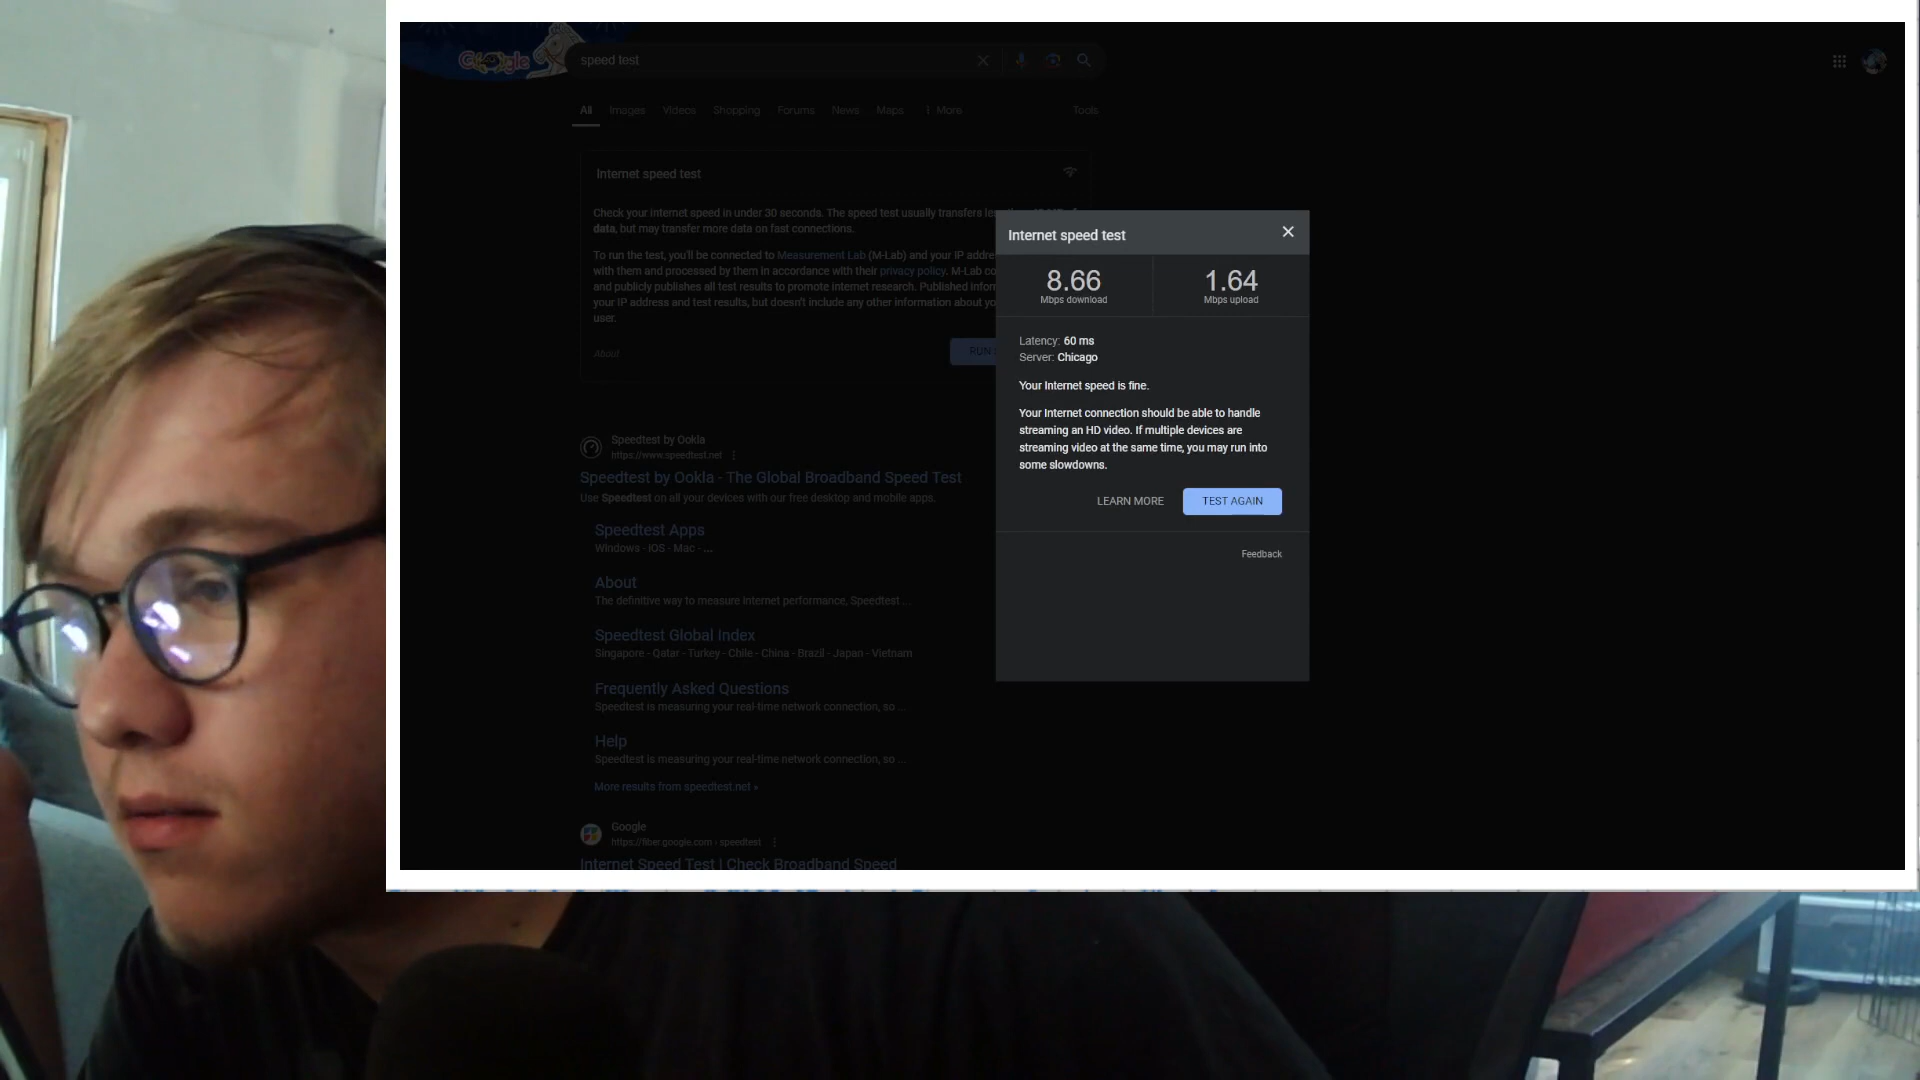 Google
speed test
All Images Videos Shopping Forums News Maps More Tools
Internet speed test
Check your internet speed in under 30 seconds. The speed test usually transfers
data, but may transfer more data on fast connections.
To run the test, you'll be connected to Measurement Lab (M-Lab) and your IP
with them and processed by them in accordance with their privacy policy. M-Lab
and publicly publishes all test results to promote internet research. Published
your IP address and test results, but doesn't include any other information about
user.
About
RUN
Internet speed test
8.66 1.64
Mbps download Mbps upload
Latency: 60 ms
Server: Chicago
Your Internet speed is fine.
Your Internet connection should be able to handle
streaming an HD video. If multiple devices are
streaming video at the same time, you may run into
some slowdowns.
LEARN MORE TEST AGAIN
Feedback
Speedtest by Ookla
https://www.speedtest.net
Speedtest by Ookla - The Global Broadband Speed Test
Use Speedtest on all your devices with our free desktop and mobile apps.
Speedtest Apps
Windows - iOS - Mac - ...
About
The definitive way to measure internet performance, Speedtest ...
Speedtest Global Index
Singapore - Qatar - Turkey - Chile - China - Brazil - Japan - Vietnam
Frequently Asked Questions
Speedtest is measuring your real-time network connection, so ...
Help
Speedtest is measuring your real-time network connection, so ...
More results from speedtest.net »
Google
https://fiber.google.com › speedtest
Internet Speed Test | Check Broadband Speed